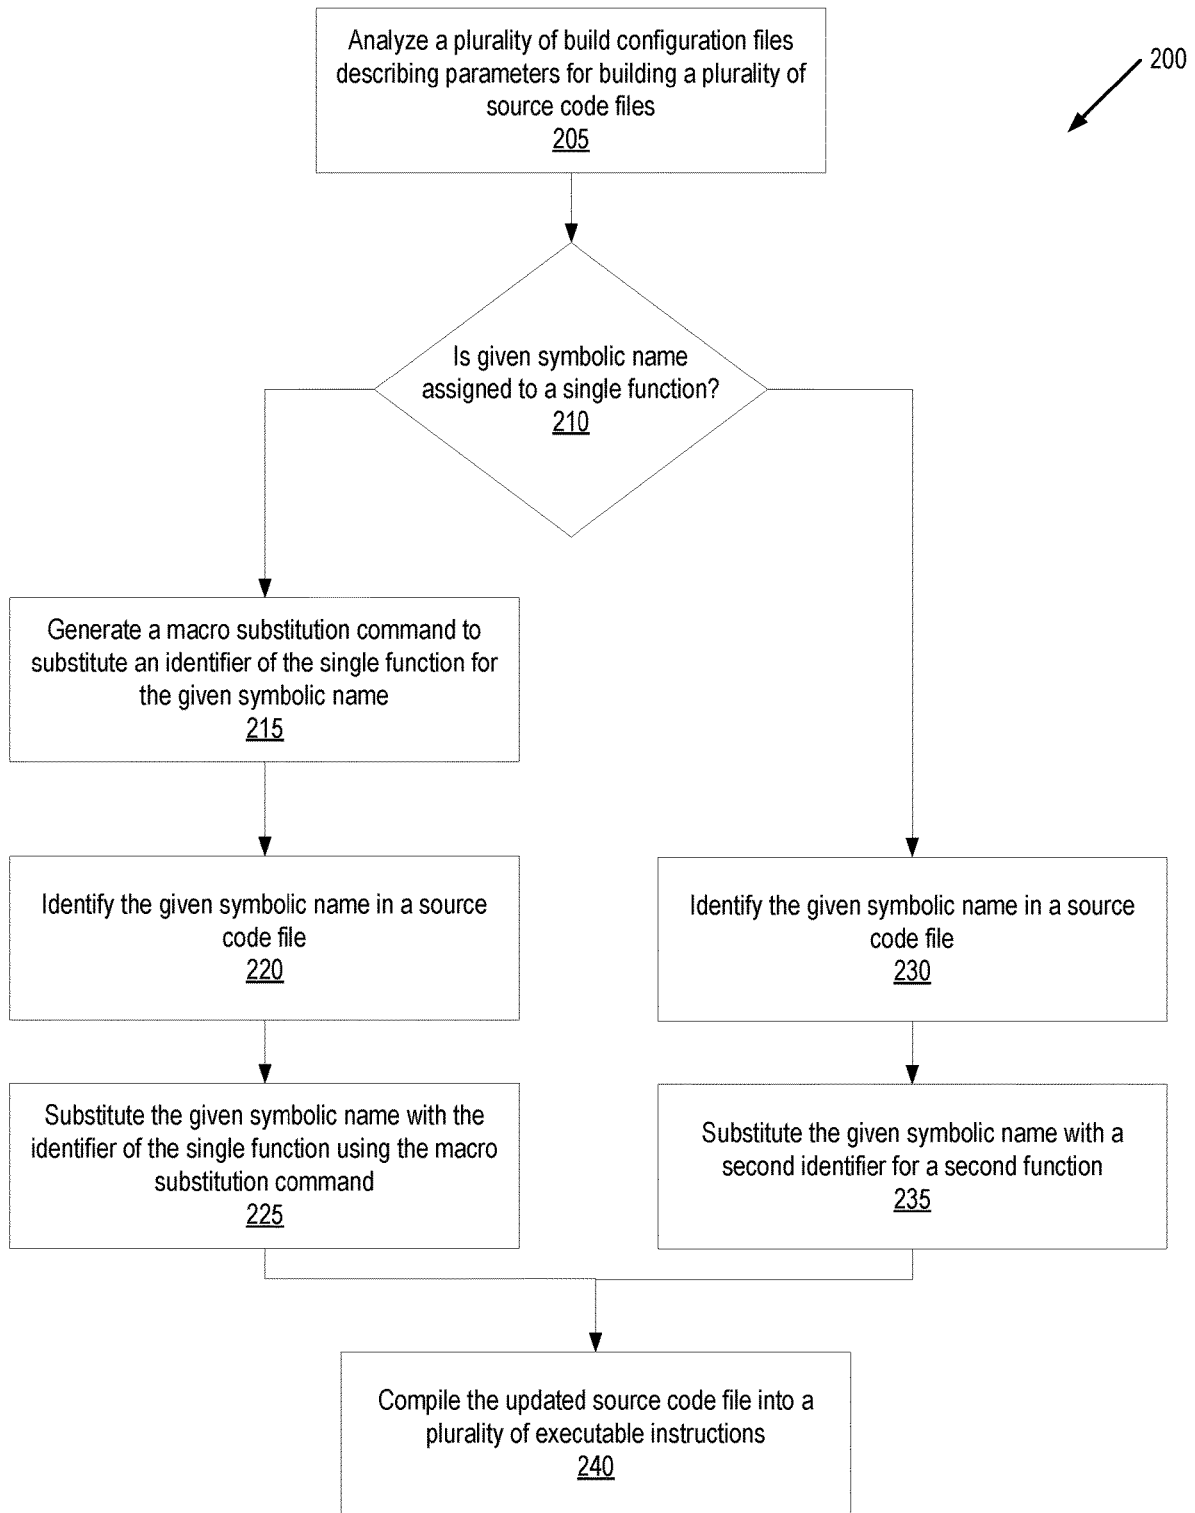 Analyze a plurality of build configuration files
describing parameters for building a plurality of
source code files
205
200
Is given symbolic name
assigned to a single function?
210
Generate a macro substitution command to
substitute an identifier of the single function for
the given symbolic name
215
Identify the given symbolic name in a source
code file
220
Substitute the given symbolic name with the
identifier of the single function using the macro
substitution command
225
Identify the given symbolic name in a source
code file
230
Substitute the given symbolic name with a
second identifier for a second function
235
Compile the updated source code file into a
plurality of executable instructions
240